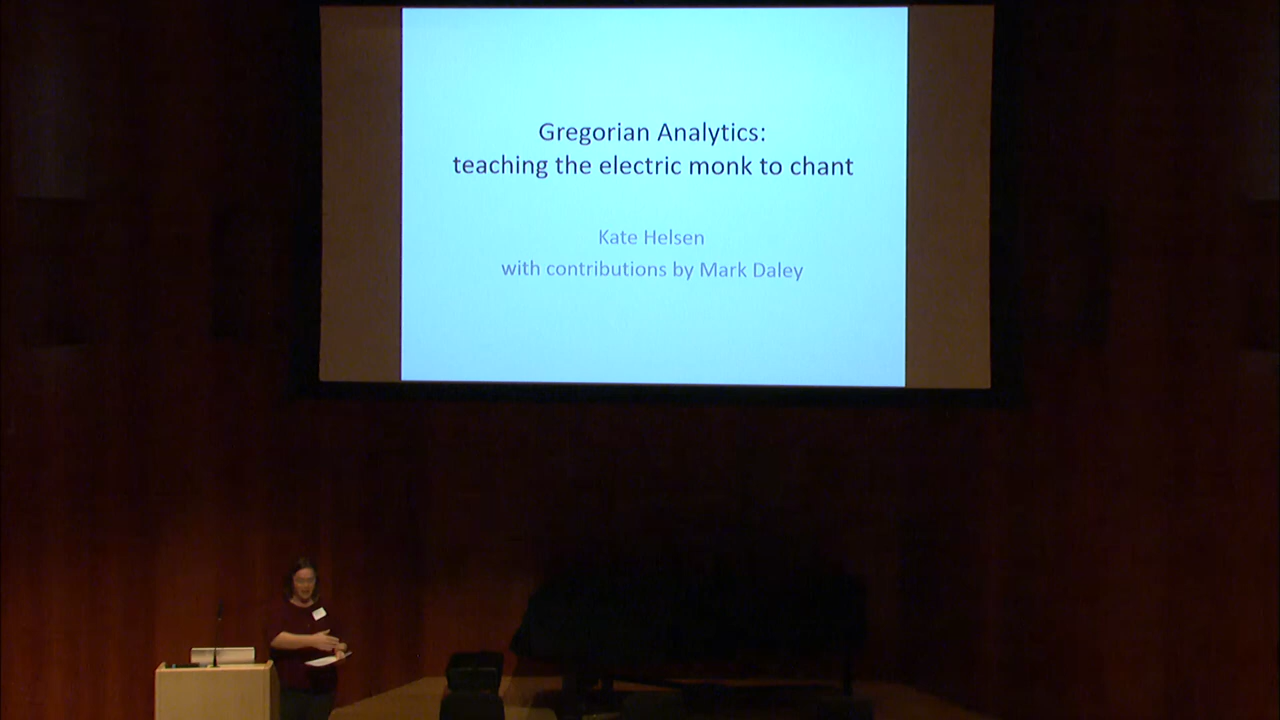 Gregorian Analytics:
teaching the electric monk to chant
Kate Helsen
with contributions by Mark Daley